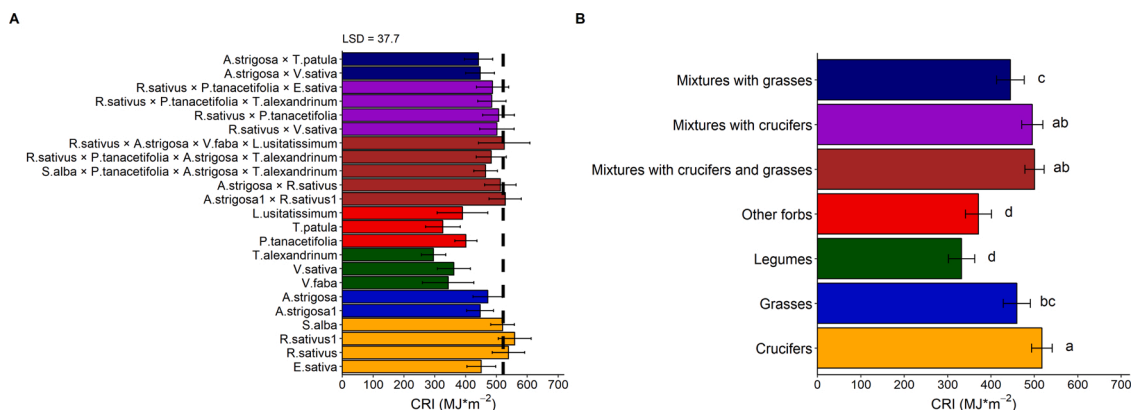 A
LSD = 37.7
A.strigosa × T.patula
A.strigosa × V.sativa
R.sativus × P.tanacetifolia × E.sativa
R.sativus × P.tanacetifolia × T.alexandrinum
R.sativus × P.tanacetifolia
R.sativus × V.sativa
R.sativus × A.strigosa × V.faba × L.usitatissimum
R.sativus × P.tanacetifolia × A.strigosa × T.alexandrinum
S.alba × P.tanacetifolia × A.strigosa × T.alexandrinum
A.strigosa × R.sativus
A.strigosa1 × R.sativus1
L.usitatissimum
T.patula
P.tanacetifolia
T.alexandrinum
V.sativa
V.faba
A.strigosa
A.strigosa1
S.alba
R.sativus1
R.sativus
E.sativa
0 100 200 300 400 500 600 700
CRI (MJ*m⁻²)
B
Mixtures with grasses c
Mixtures with crucifers ab
Mixtures with crucifers and grasses ab
Other forbs d
Legumes d
Grasses bc
Crucifers a
0 100 200 300 400 500 600 700
CRI (MJ*m⁻²)